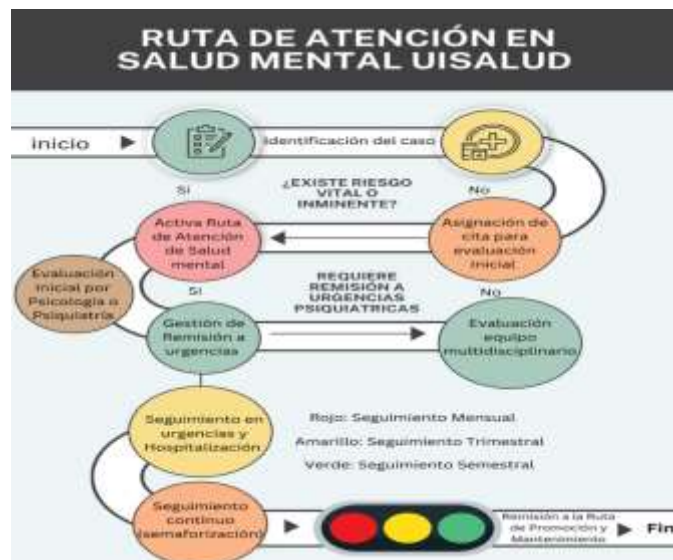 RUTA DE ATENCIÓN EN
SALUD MENTAL UISALUD
inicio
Identificación del caso
Si
¿EXISTE RIESGO
VITAL O
INMINENTE?
No
Activa Ruta
de Atención
de Salud
mental
Asignación de
cita para
evaluación
inicial
Evaluación
Inicial por
Psicología o
Psiquiatría
Si
REQUIERE
REMISIÓN A
URGENCIAS
PSIQUIATRICAS
No
Gestión de
Remisión a
urgencias
Evaluación
equipo
multidisciplinario
Seguimiento en
urgencias y
Hospitalización
Rojo: Seguimiento Mensual
Amarillo: Seguimiento Trimestral
Verde: Seguimiento Semestral
Seguimiento
continuo
(semaforización)
Remisión a la Ruta
de Promoción y
Mantenimiento
Fin